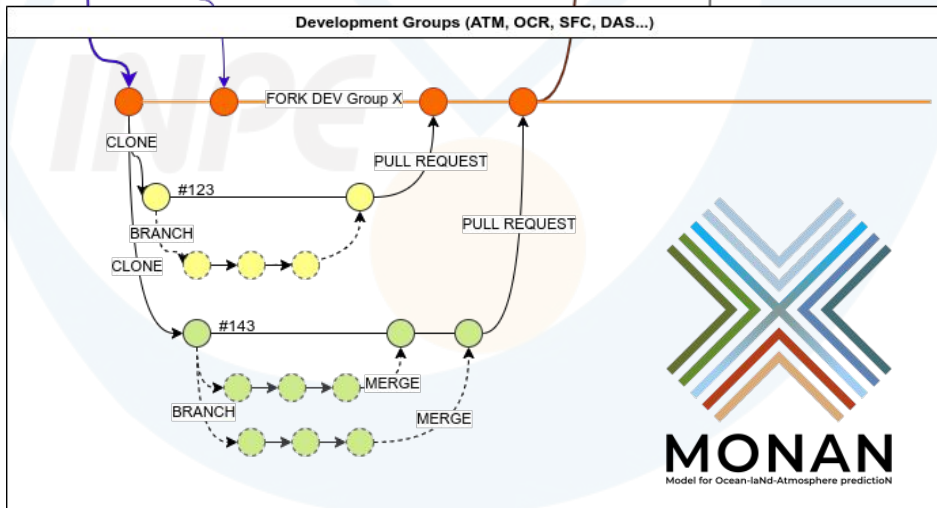 Development Groups (ATM, OCR, SFC, DAS...)
INPE
FORK DEV Group X
CLONE
PULL REQUEST
#123
PULL REQUEST
BRANCH
CLONE
#143
MERGE
BRANCH
MERGE
MONAN
Model for Ocean-laNd-Atmosphere predictioN